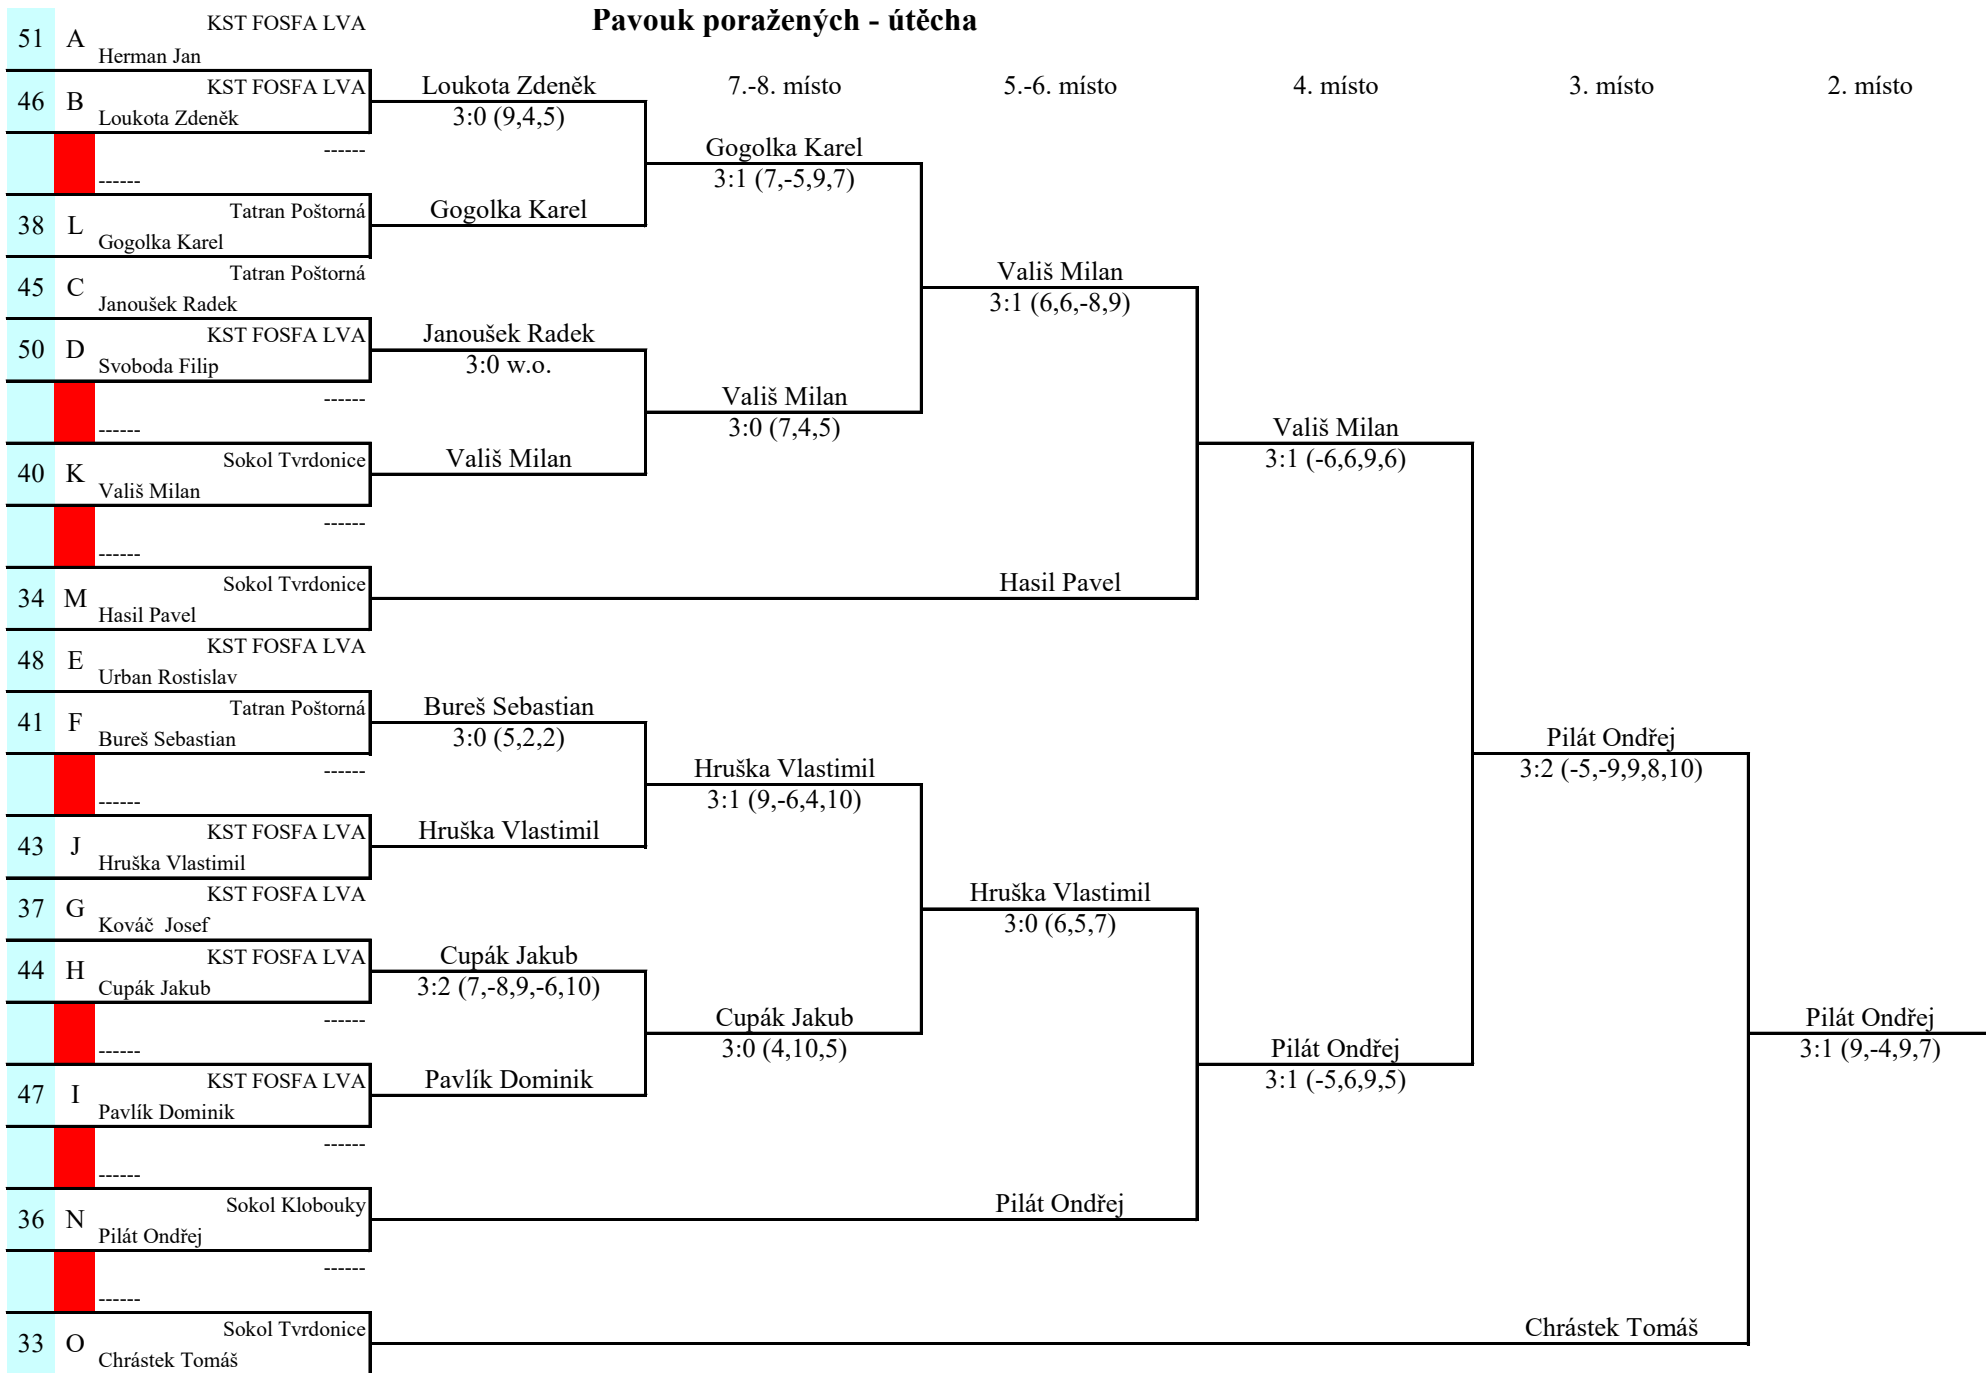 Pavouk poražených - útěcha
51 A KST FOSFA LVA
Herman Jan
46 B KST FOSFA LVA
Loukota Zdeněk
------
------
38 L Tatran Poštorná
Gogolka Karel
45 C Tatran Poštorná
Janoušek Radek
50 D KST FOSFA LVA
Svoboda Filip
------
------
40 K Sokol Tvrdonice
Vališ Milan
------
------
34 M Sokol Tvrdonice
Hasil Pavel
48 E KST FOSFA LVA
Urban Rostislav
41 F Tatran Poštorná
Bureš Sebastian
------
------
43 J KST FOSFA LVA
Hruška Vlastimil
37 G KST FOSFA LVA
Kováč  Josef
44 H KST FOSFA LVA
Cupák Jakub
------
------
47 I KST FOSFA LVA
Pavlík Dominik
------
------
36 N Sokol Klobouky
Pilát Ondřej
------
------
33 O Sokol Tvrdonice
Chrástek Tomáš
Loukota Zdeněk
3:0 (9,4,5)
Gogolka Karel
Janoušek Radek
3:0 w.o.
Vališ Milan
Bureš Sebastian
3:0 (5,2,2)
Hruška Vlastimil
Cupák Jakub
3:2 (7,-8,9,-6,10)
Pavlík Dominik
7.-8. místo
Gogolka Karel
3:1 (7,-5,9,7)
Vališ Milan
3:0 (7,4,5)
Hruška Vlastimil
3:1 (9,-6,4,10)
Cupák Jakub
3:0 (4,10,5)
5.-6. místo
Vališ Milan
3:1 (6,6,-8,9)
Hasil Pavel
Hruška Vlastimil
3:0 (6,5,7)
Pilát Ondřej
4. místo
Vališ Milan
3:1 (-6,6,9,6)
Pilát Ondřej
3:1 (-5,6,9,5)
3. místo
Pilát Ondřej
3:2 (-5,-9,9,8,10)
Chrástek Tomáš
2. místo
Pilát Ondřej
3:1 (9,-4,9,7)